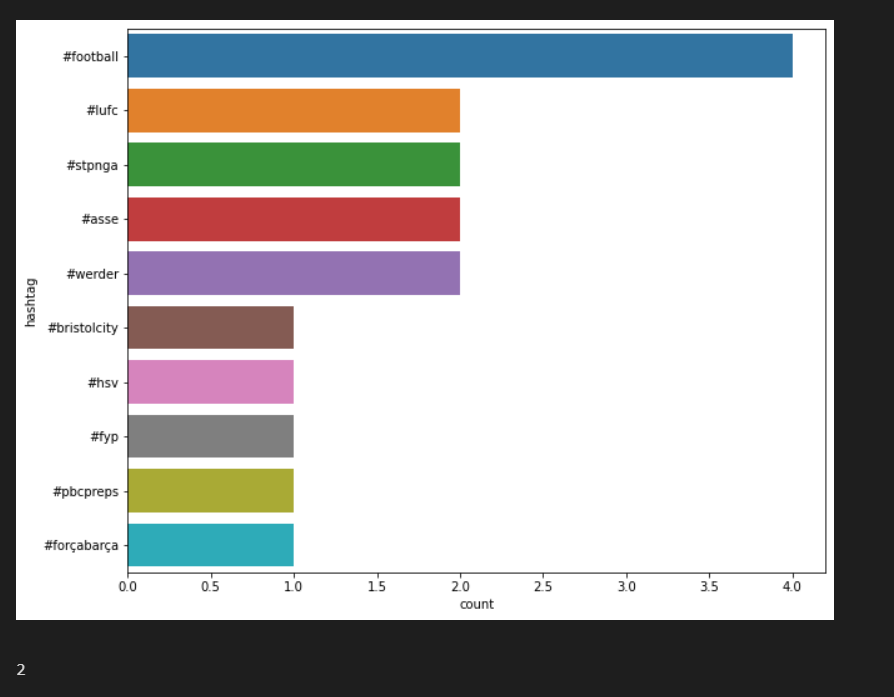 #football
#lufc
#stpnga
#asse
#werder
#bristolcity
#hsv
#fyp
#pbcpreps
#forçabarça
hashtag
0.0 0.5 1.0 1.5 2.0 2.5 3.0 3.5 4.0
count
2